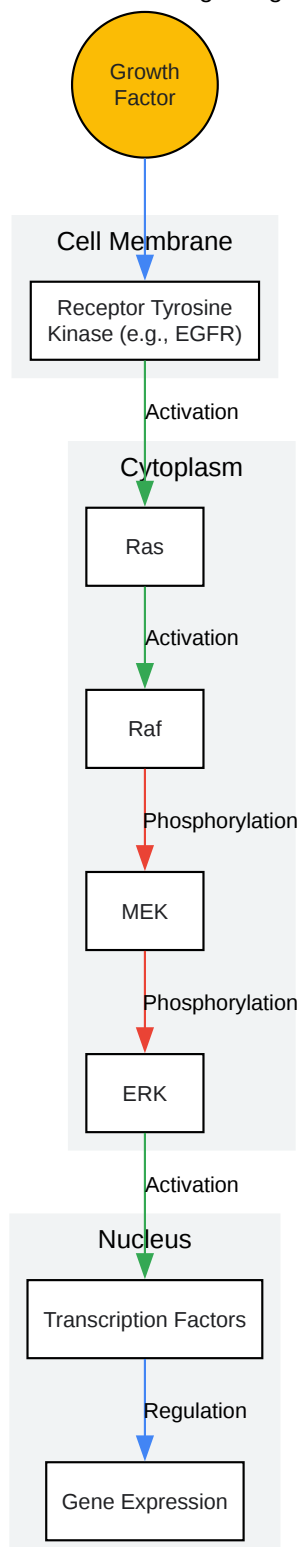 Growth
Factor
Cell Membrane
Receptor Tyrosine
Kinase (e.g., EGFR)
Activation
Cytoplasm
Ras
Activation
Raf
Phosphorylation
MEK
Phosphorylation
ERK
Activation
Nucleus
Transcription Factors
Regulation
Gene Expression